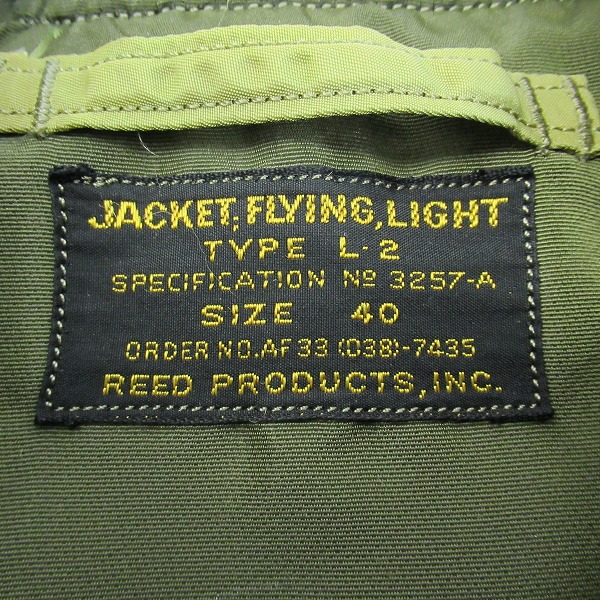 JACKET, FLYING, LIGHT
TYPE L-2
SPECIFICATION No 3257-A
SIZE 40
ORDER NO. AF 33 (038)-7435
REED PRODUCTS, INC.